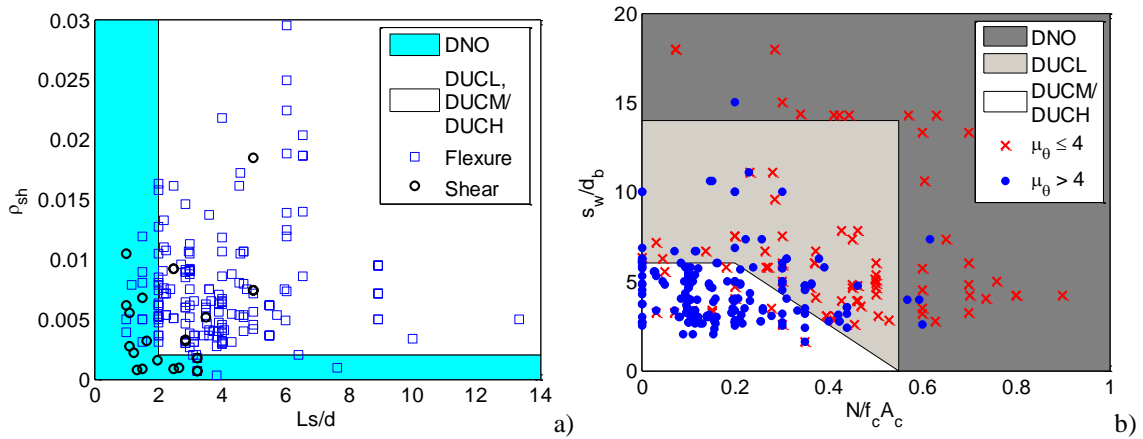 0.03
0.025
0.02
0.015
0.01
0.005
0
ρsh
0 2 4 6 8 10 12 14
Ls/d
DNO
DUCL,
DUCM/
DUCH
Flexure
Shear
a)
20
15
10
5
0
sw/db
0 0.2 0.4 0.6 0.8 1
N/fcAc
DNO
DUCL
DUCM/
DUCH
μθ ≤ 4
μθ > 4
b)